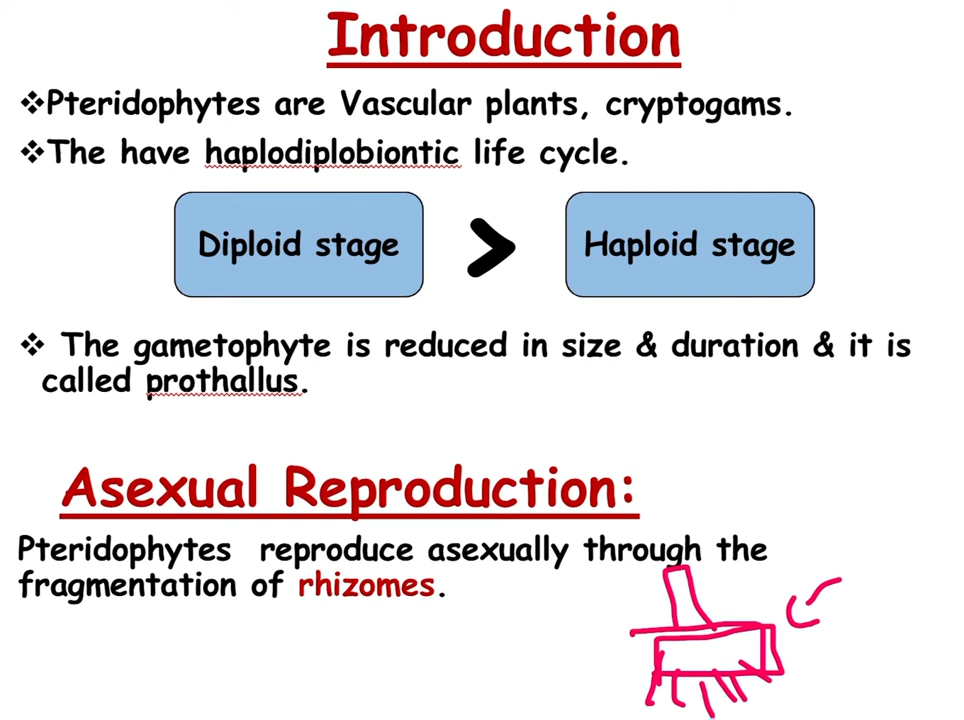 Introduction
❖Pteridophytes are Vascular plants, cryptogams.
❖The have haplodiplobiontic life cycle.
Diploid stage > Haploid stage
❖ The gametophyte is reduced in size & duration & it is
called prothallus.
Asexual Reproduction:
Pteridophytes reproduce asexually through the
fragmentation of rhizomes.